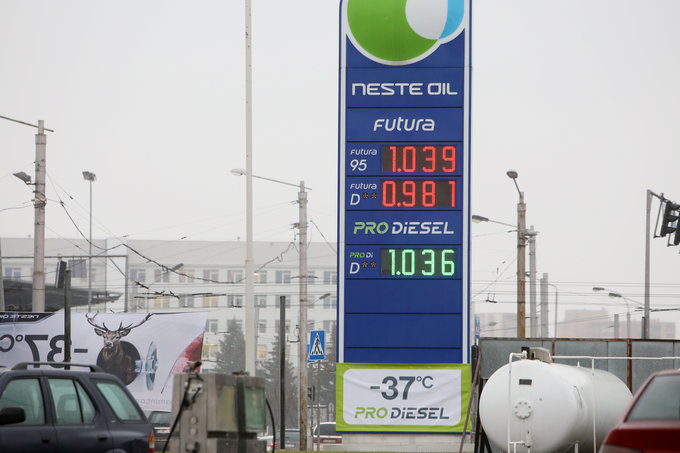 NESTE OIL
Futura
Futura 95 1.039
Futura D** 0.981
PRO DIESEL
PRO Di D** 1.036
-37°C
PRO DIESEL
-37°C